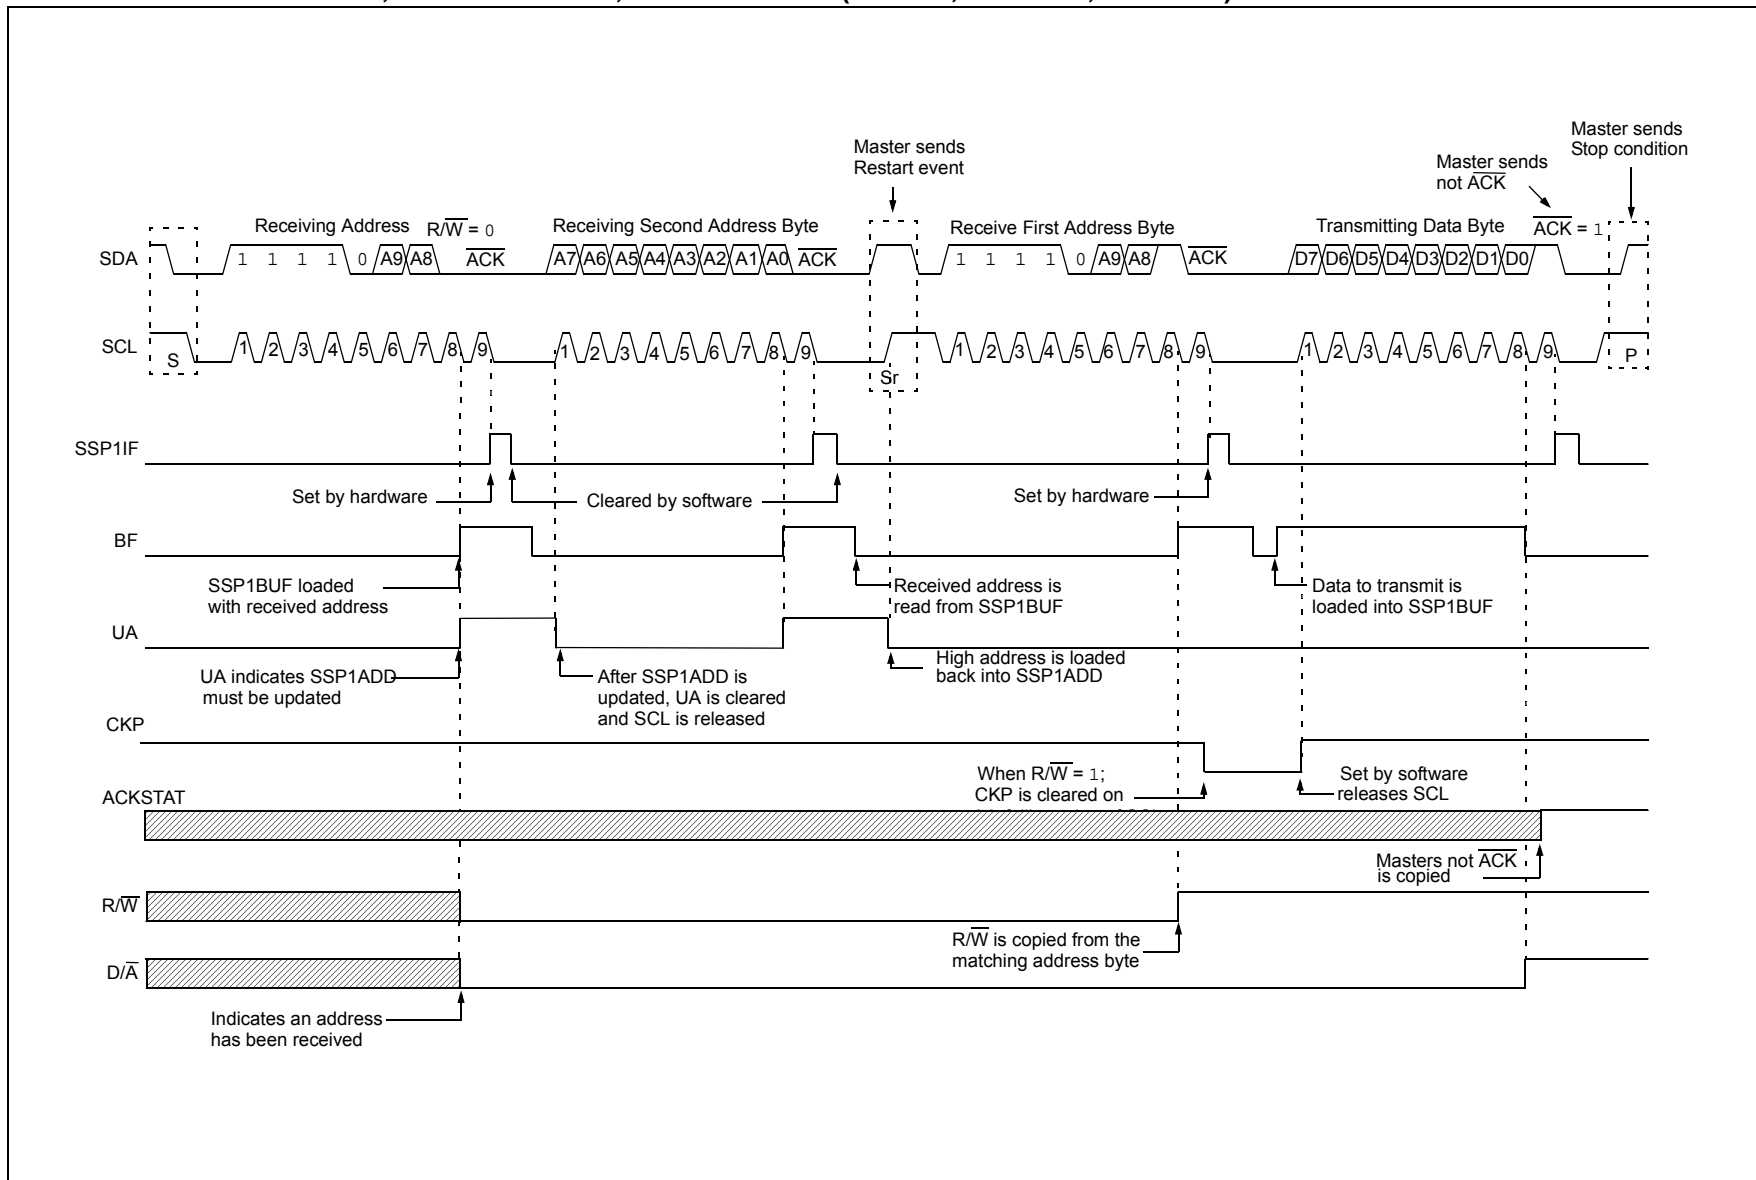 Master sends
Stop condition
Master sends
Restart event
Master sends
not ACK
Receiving Address R/W = 0
Receiving Second Address Byte
Receive First Address Byte
Transmitting Data Byte
ACK = 1
SDA
1 1 1 1 0 A9 A8 ACK
A7 A6 A5 A4 A3 A2 A1 A0 ACK
1 1 1 1 0 A9 A8 ACK
D7 D6 D5 D4 D3 D2 D1 D0
SCL
S
1 2 3 4 5 6 7 8 9
1 2 3 4 5 6 7 8 9
Sr
1 2 3 4 5 6 7 8 9
1 2 3 4 5 6 7 8 9
P
SSP1IF
Set by hardware
Cleared by software
Set by hardware
BF
SSP1BUF loaded
with received address
Received address is
read from SSP1BUF
Data to transmit is
loaded into SSP1BUF
UA
UA indicates SSP1ADD
must be updated
After SSP1ADD is
updated, UA is cleared
and SCL is released
High address is loaded
back into SSP1ADD
CKP
When R/W = 1;
CKP is cleared on
Set by software
releases SCL
ACKSTAT
Masters not ACK
is copied
R/W
R/W is copied from the
matching address byte
D/A
Indicates an address
has been received